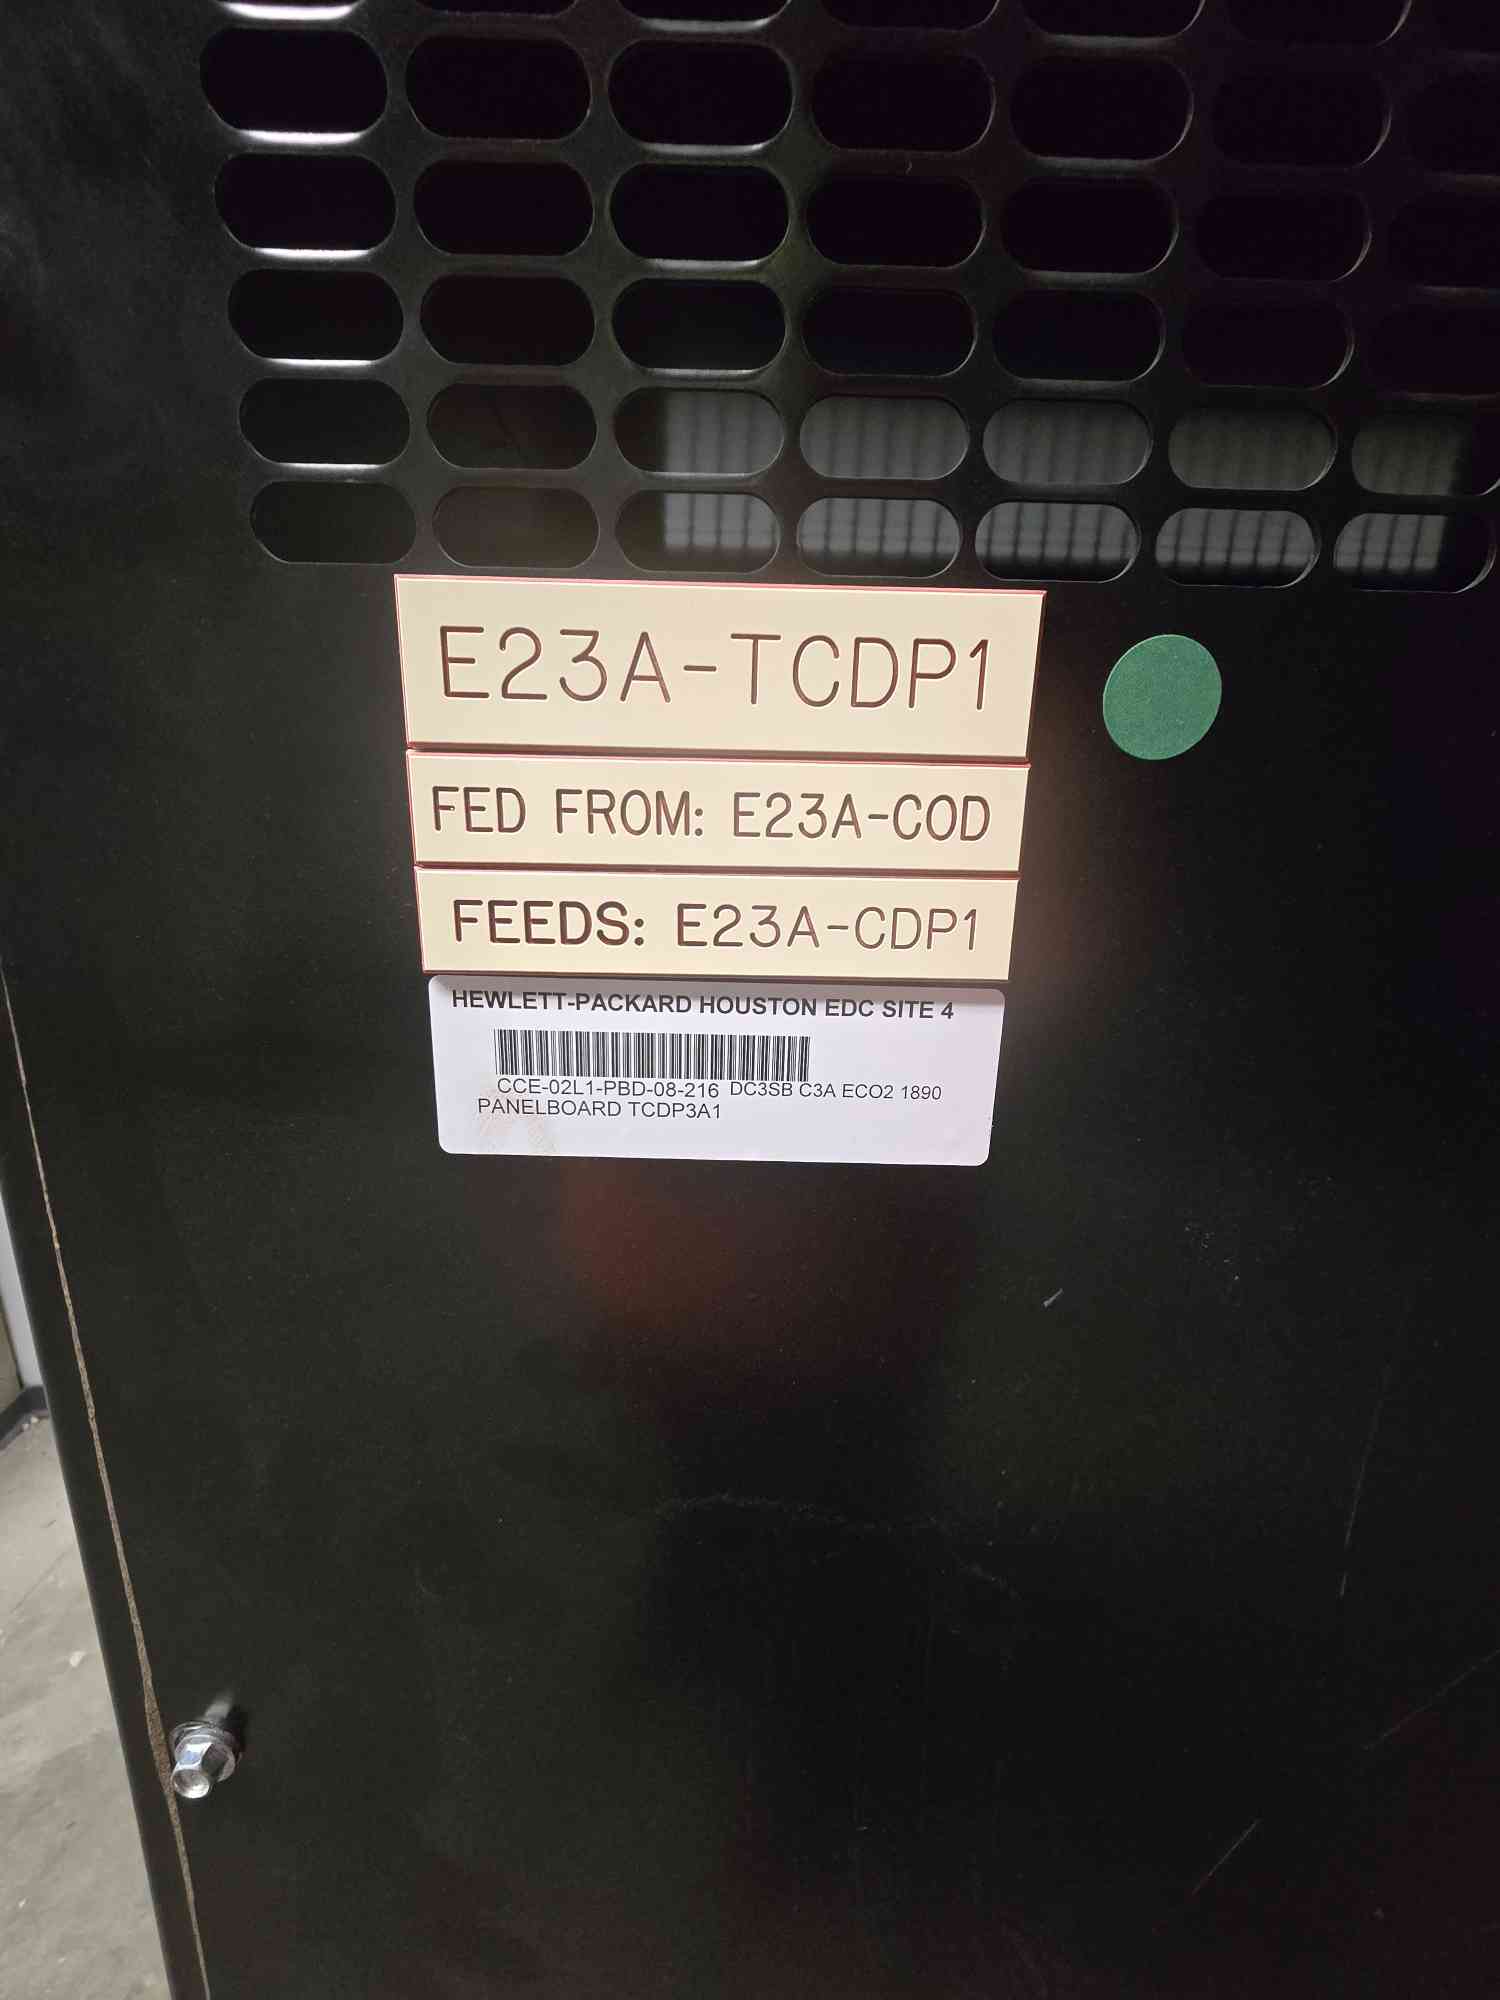 E23A-TCDP1
FED FROM: E23A-COD
FEEDS: E23A-CDP1
HEWLETT-PACKARD HOUSTON EDC SITE 4
CCE-02L1-PBD-08-216 DC3SB C3A ECO2 1890
PANELBOARD TCDP3A1